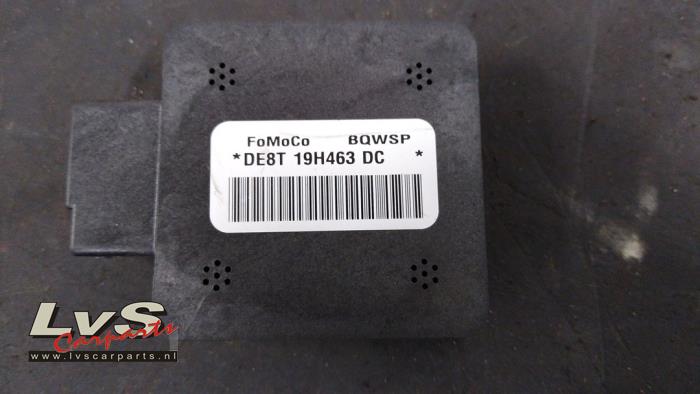 FoMoCo BQWSP
*DE8T 19H463 DC *
LvS
Carparts
www.lvscarparts.nl